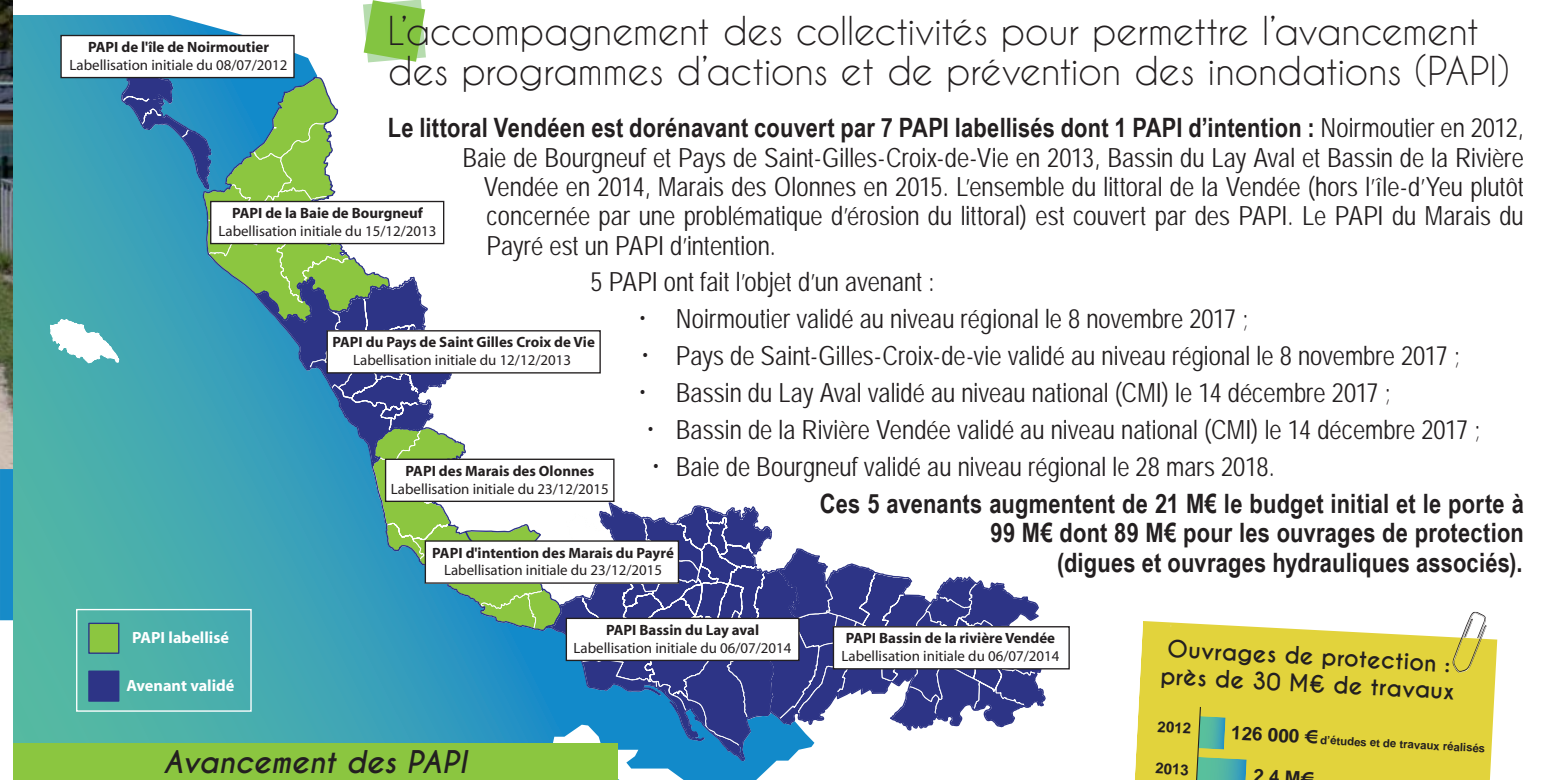 L'accompagnement des collectivités pour permettre l'avancement
des programmes d'actions et de prévention des inondations (PAPI)
Le littoral Vendéen est dorénavant couvert par 7 PAPI labellisés dont 1 PAPI d'intention : Noirmoutier en 2012,
Baie de Bourgneuf et Pays de Saint-Gilles-Croix-de-Vie en 2013, Bassin du Lay Aval et Bassin de la Rivière
Vendée en 2014, Marais des Olonnes en 2015. L'ensemble du littoral de la Vendée (hors l'île-d'Yeu plutôt
concernée par une problématique d'érosion du littoral) est couvert par des PAPI. Le PAPI du Marais du
Payré est un PAPI d'intention.
5 PAPI ont fait l'objet d'un avenant :
• Noirmoutier validé au niveau régional le 8 novembre 2017 ;
• Pays de Saint-Gilles-Croix-de-vie validé au niveau régional le 8 novembre 2017 ;
• Bassin du Lay Aval validé au niveau national (CMI) le 14 décembre 2017 ;
• Bassin de la Rivière Vendée validé au niveau national (CMI) le 14 décembre 2017 ;
• Baie de Bourgneuf validé au niveau régional le 28 mars 2018.
Ces 5 avenants augmentent de 21 M€ le budget initial et le porte à
99 M€ dont 89 M€ pour les ouvrages de protection
(digues et ouvrages hydrauliques associés).
PAPI de l'île de Noirmoutier
Labellisation initiale du 08/07/2012
PAPI de la Baie de Bourgneuf
Labellisation initiale du 15/12/2013
PAPI du Pays de Saint Gilles Croix de Vie
Labellisation initiale du 12/12/2013
PAPI des Marais des Olonnes
Labellisation initiale du 23/12/2015
PAPI d'intention des Marais du Payré
Labellisation initiale du 23/12/2015
PAPI Bassin du Lay aval
Labellisation initiale du 06/07/2014
PAPI Bassin de la rivière Vendée
Labellisation initiale du 06/07/2014
PAPI labellisé
Avenant validé
Avancement des PAPI
Ouvrages de protection :
près de 30 M€ de travaux
2012 126 000 € d'études et de travaux réalisés
2013 2,4 M€